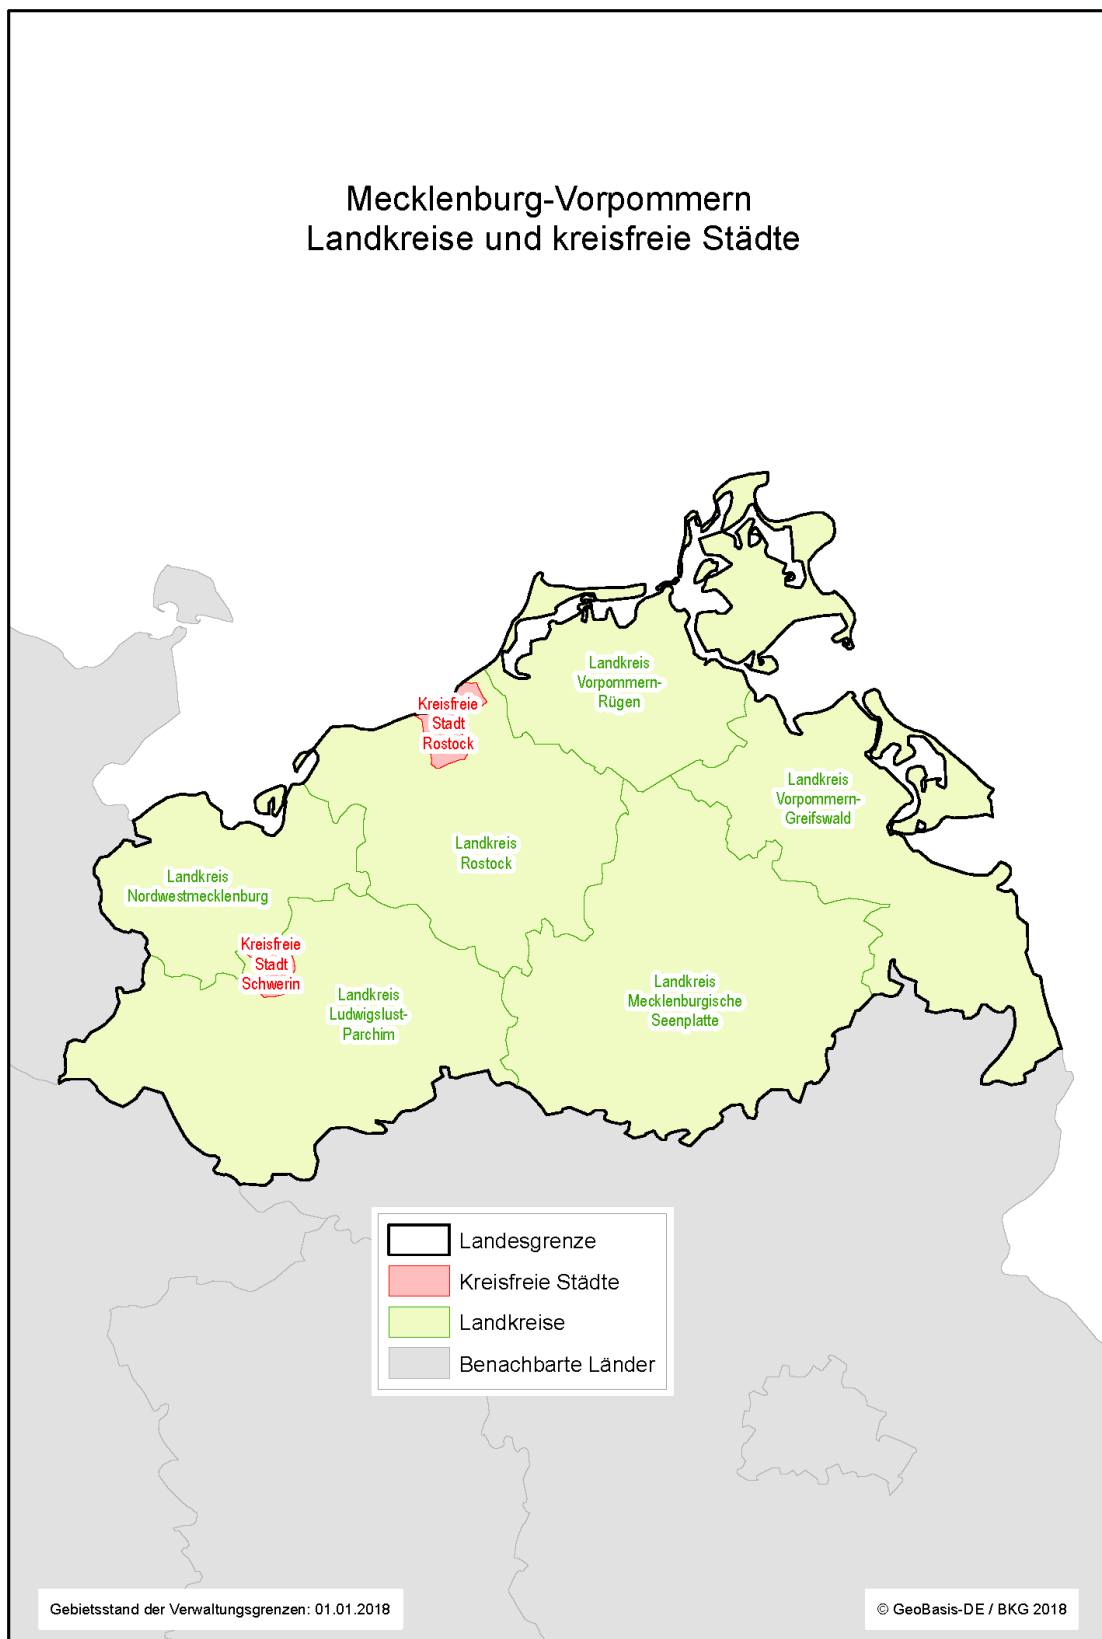 Mecklenburg-Vorpommern
Landkreise und kreisfreie Städte
Landkreis
Vorpommern-
Rügen
Kreisfreie
Stadt
Rostock
Landkreis
Vorpommern-
Greifswald
Landkreis
Rostock
Landkreis
Nordwestmecklenburg
Kreisfreie
Stadt
Schwerin
Landkreis
Ludwigslust-
Parchim
Landkreis
Mecklenburgische
Seenplatte
Landesgrenze
Kreisfreie Städte
Landkreise
Benachbarte Länder
Gebietsstand der Verwaltungsgrenzen: 01.01.2018
© GeoBasis-DE / BKG 2018